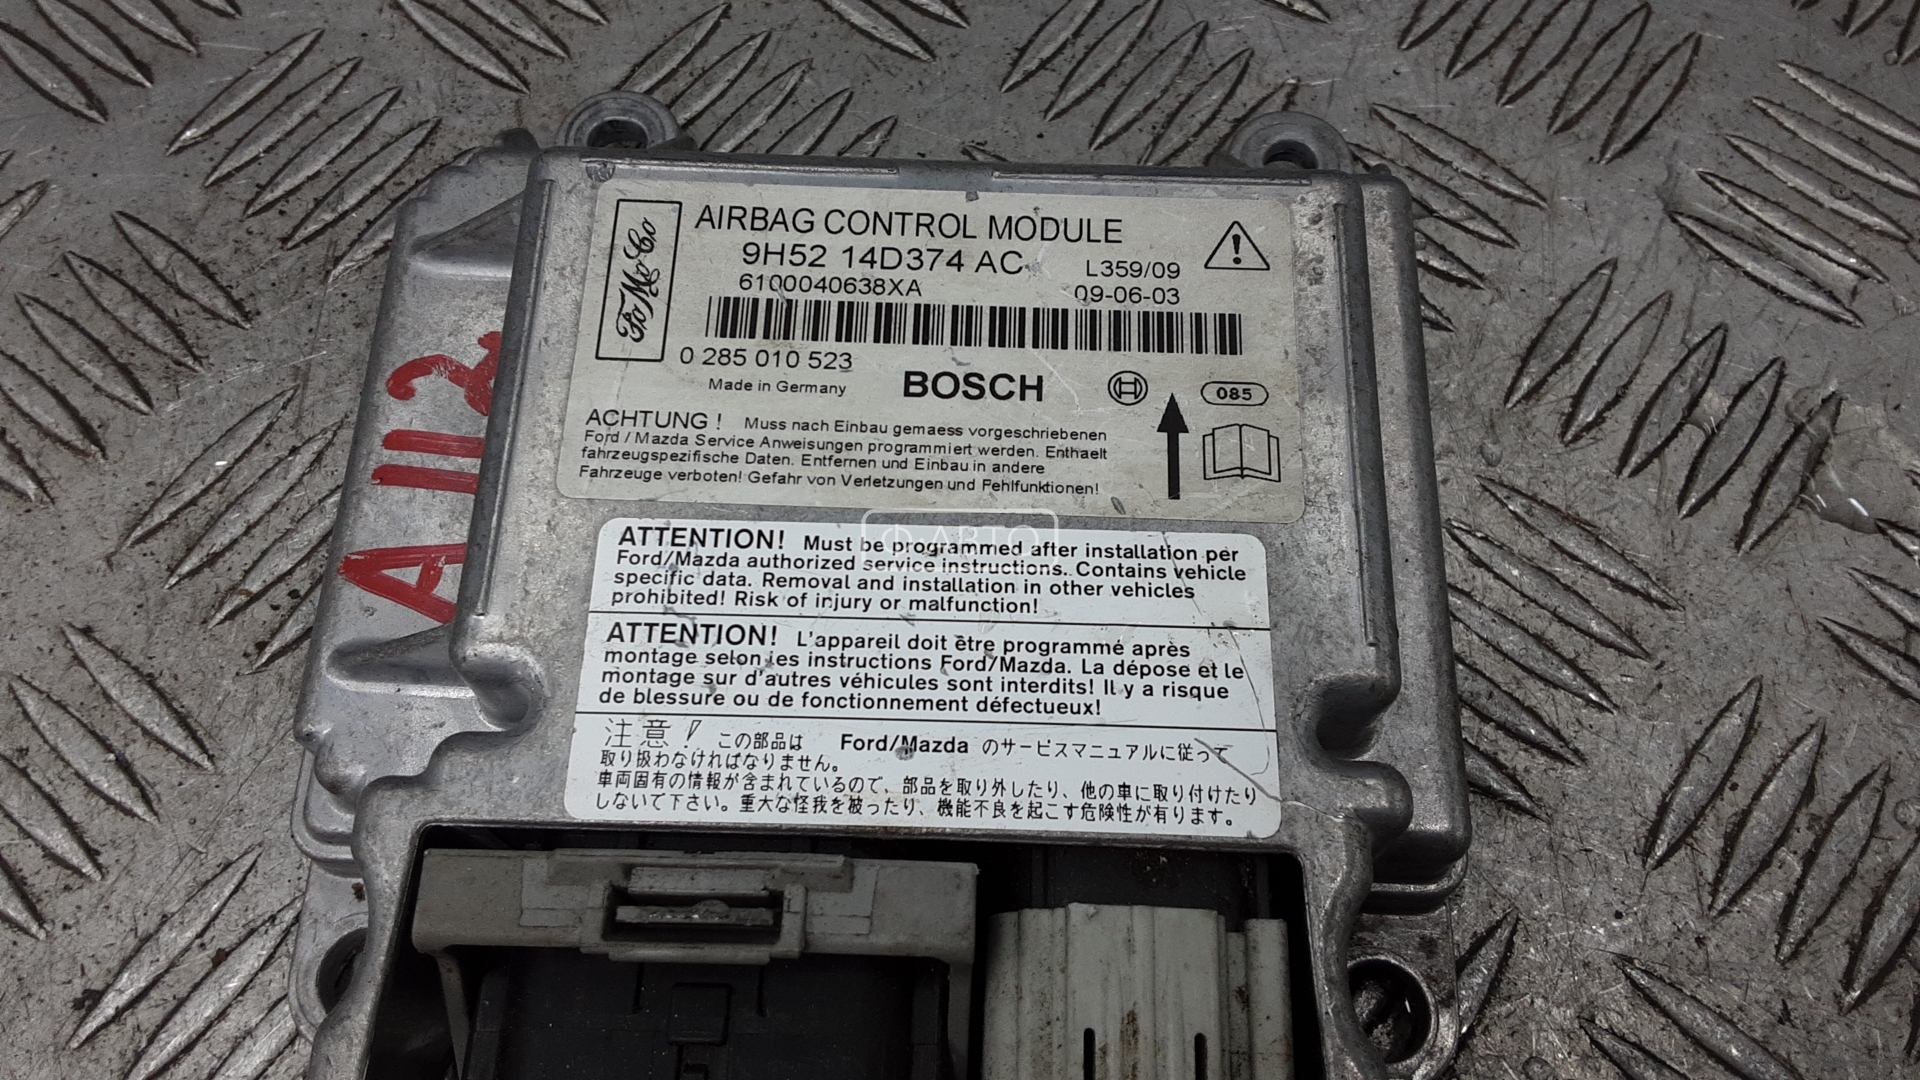 AIRBAG CONTROL MODULE
FoMoCo
9H52 14D374 AC
L359/09
6100040638XA
09-06-03
0 285 010 523
Made in Germany
BOSCH
085
ACHTUNG ! Muss nach Einbau gemaess vorgeschriebenen
Ford / Mazda Service Anweisungen programmiert werden. Enthaelt
fahrzeugspezifische Daten. Entfernen und Einbau in andere
Fahrzeuge verboten! Gefahr von Verletzungen und Fehlfunktionen!
A112
Ф-АВТО
ATTENTION! Must be programmed after installation per
Ford/Mazda authorized service instructions. Contains vehicle
specific data. Removal and installation in other vehicles
prohibited! Risk of injury or malfunction!
ATTENTION! L'appareil doit être programmé après
montage selon les instructions Ford/Mazda. La dépose et le
montage sur d'autres véhicules sont interdits! Il y a risque
de blessure ou de fonctionnement défectueux!
注意! この部品は Ford/Mazda のサービスマニュアルに従って
取り扱わなければなりません。
車両固有の情報が含まれているので、部品を取り外したり、他の車に取り付けたり
しないで下さい。重大な怪我を被ったり、機能不良を起こす危険性が有ります。